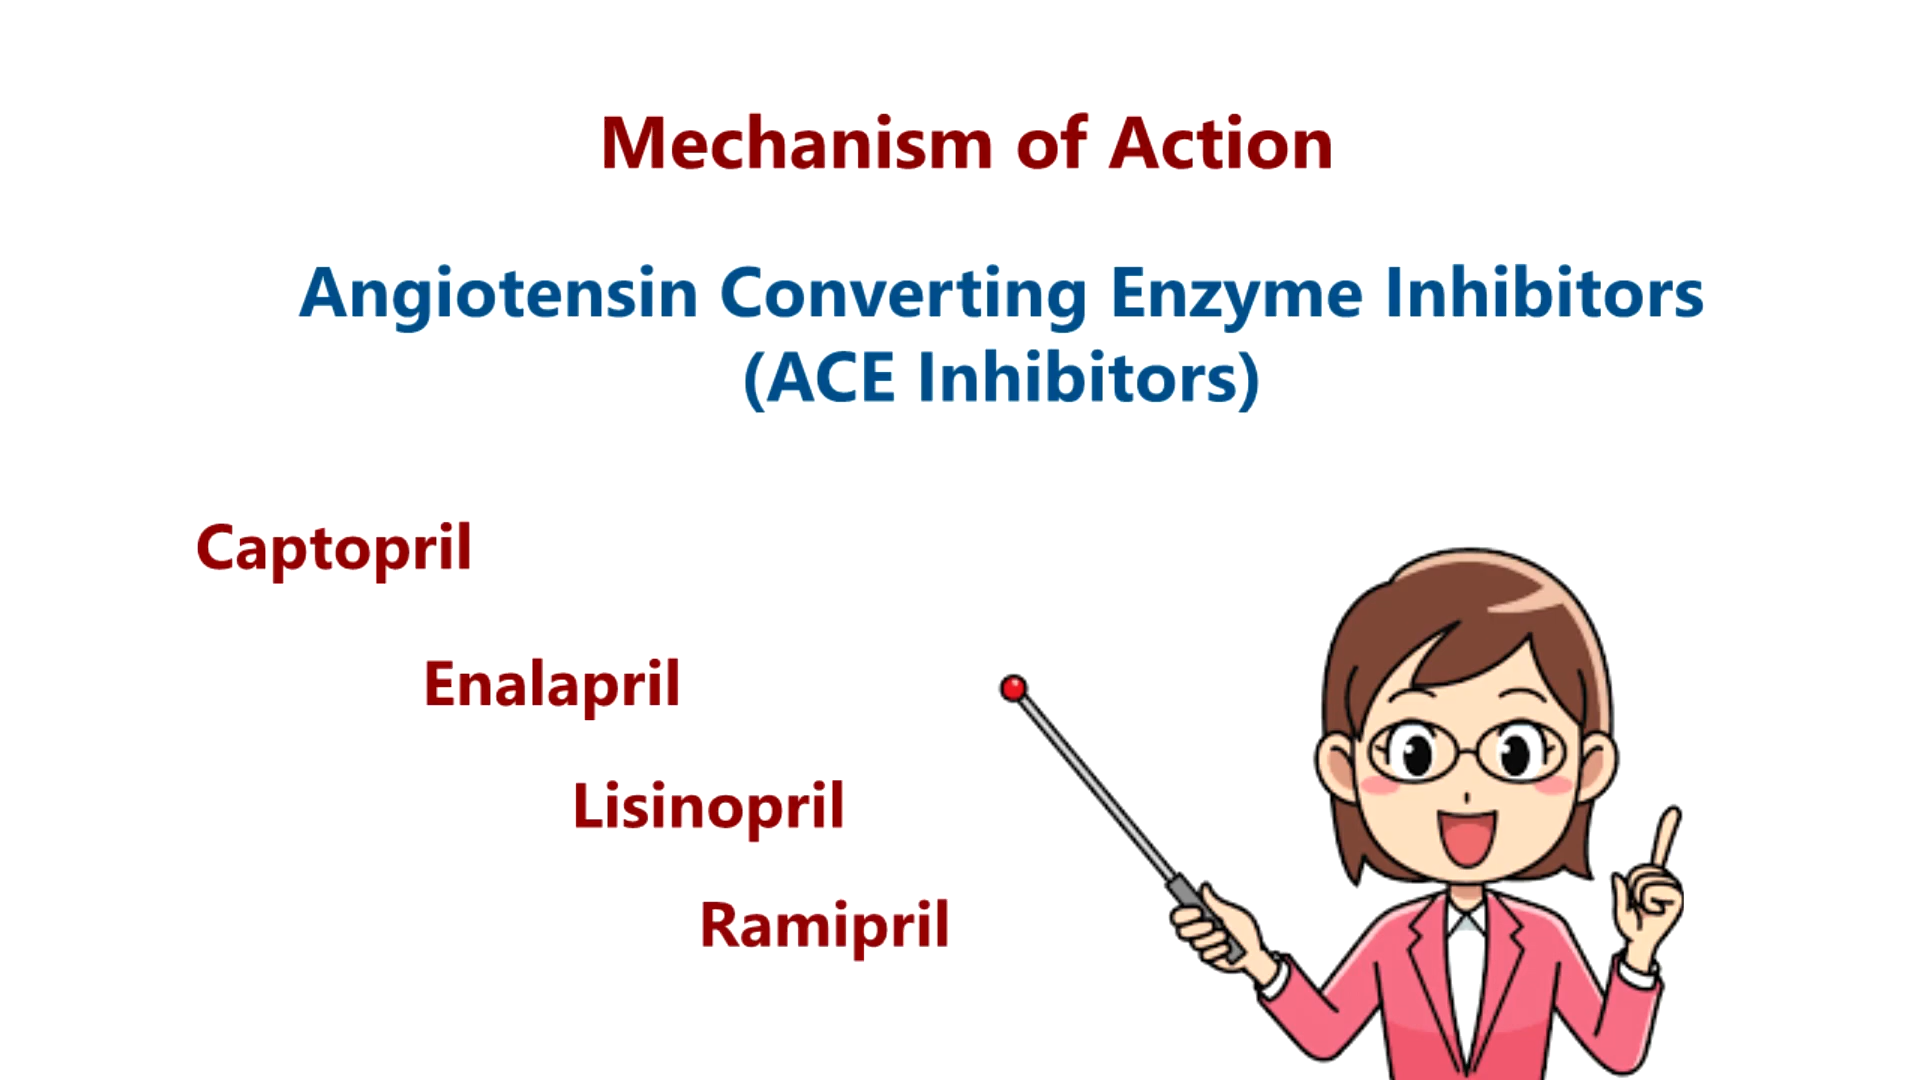 Mechanism of Action
Angiotensin Converting Enzyme Inhibitors
(ACE Inhibitors)
Captopril
Enalapril
Lisinopril
Ramipril